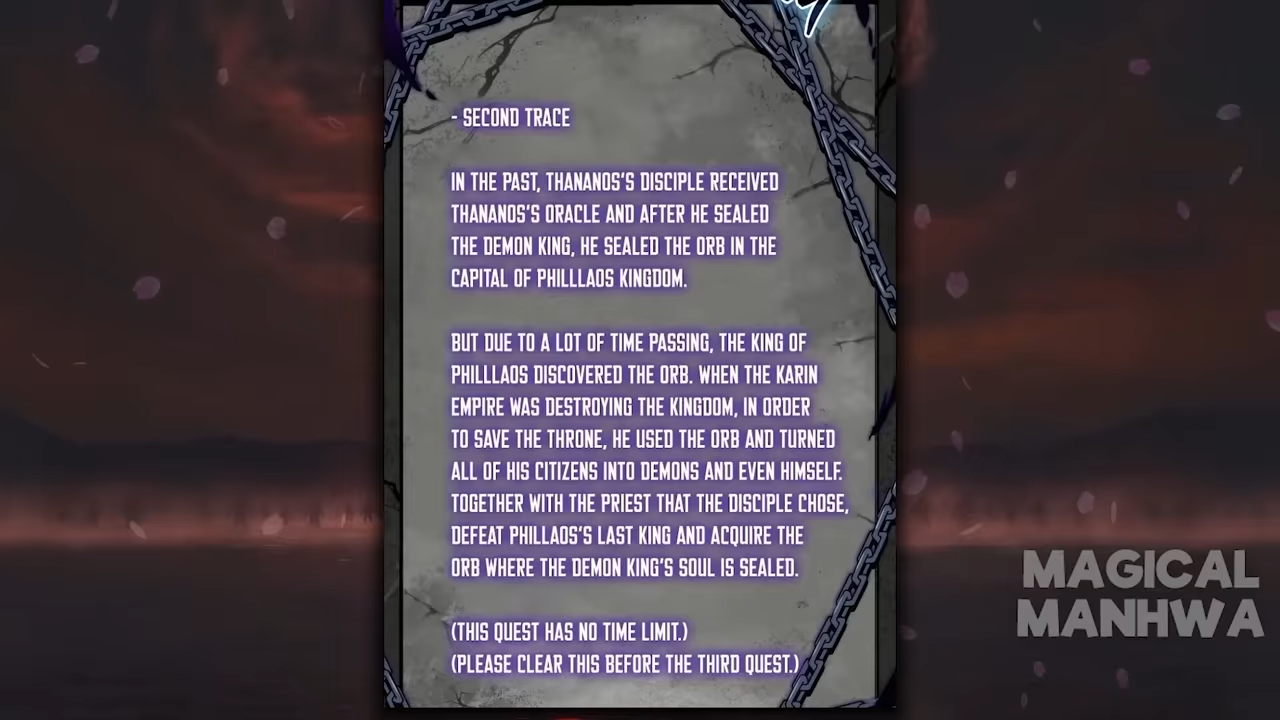 - SECOND TRACE
IN THE PAST, THANANOS'S DISCIPLE RECEIVED
THANANOS'S ORACLE AND AFTER HE SEALED
THE DEMON KING, HE SEALED THE ORB IN THE
CAPITAL OF PHILLLAOS KINGDOM.
BUT DUE TO A LOT OF TIME PASSING, THE KING OF
PHILLLAOS DISCOVERED THE ORB. WHEN THE KARIN
EMPIRE WAS DESTROYING THE KINGDOM, IN ORDER
TO SAVE THE THRONE, HE USED THE ORB AND TURNED
ALL OF HIS CITIZENS INTO DEMONS AND EVEN HIMSELF.
TOGETHER WITH THE PRIEST THAT THE DISCIPLE CHOSE,
DEFEAT PHILLAOS'S LAST KING AND ACQUIRE THE
ORB WHERE THE DEMON KING'S SOUL IS SEALED.
(THIS QUEST HAS NO TIME LIMIT.)
(PLEASE CLEAR THIS BEFORE THE THIRD QUEST.)
MAGICAL
MANHWA